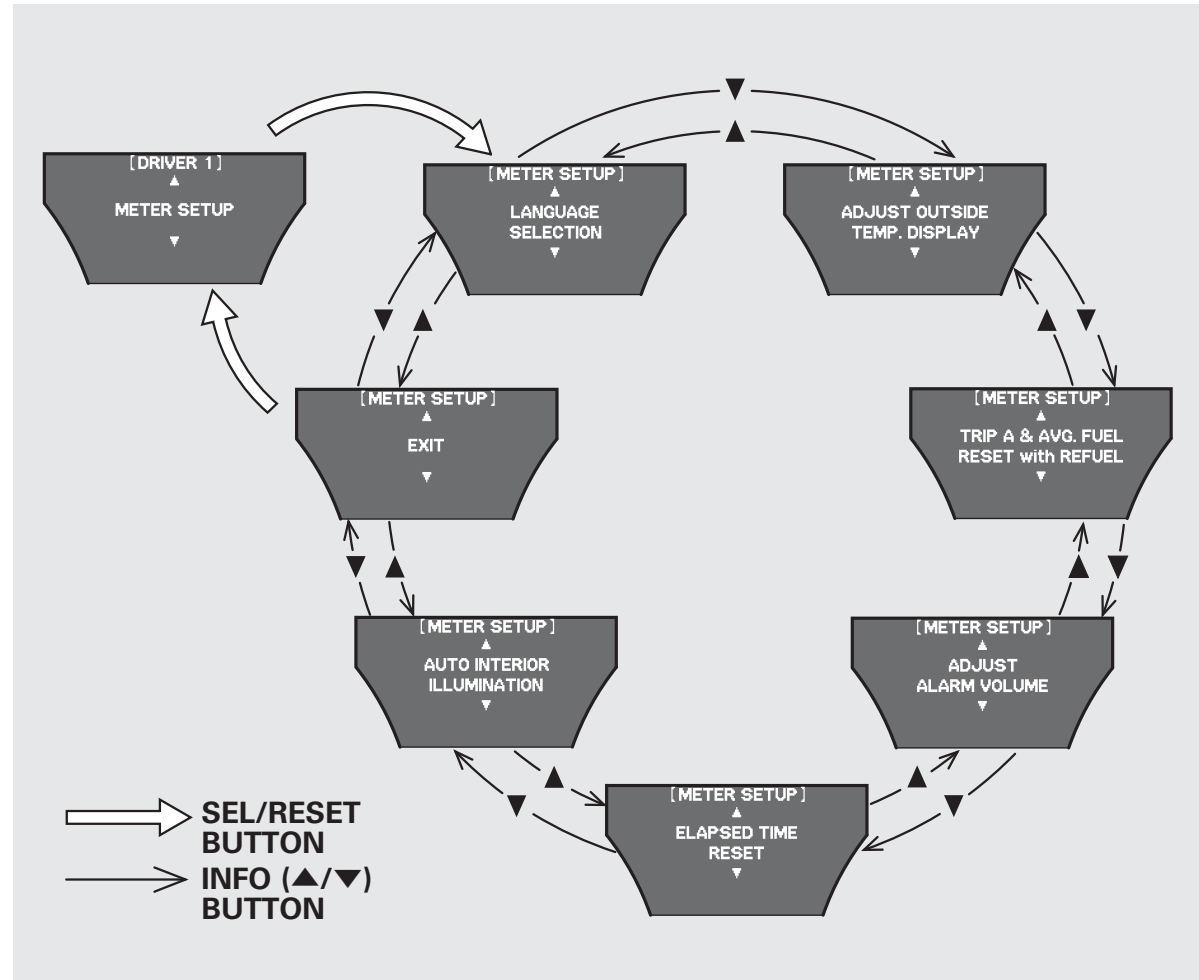 [DRIVER 1]
▲
METER SETUP
▼
[METER SETUP]
▲
LANGUAGE
SELECTION
▼
[METER SETUP]
▲
ADJUST OUTSIDE
TEMP. DISPLAY
▼
[METER SETUP]
▲
EXIT
▼
[METER SETUP]
▲
TRIP A & AVG. FUEL
RESET with REFUEL
▼
[METER SETUP]
▲
AUTO INTERIOR
ILLUMINATION
▼
[METER SETUP]
▲
ADJUST
ALARM VOLUME
▼
[METER SETUP]
▲
ELAPSED TIME
RESET
▼
SEL/RESET
BUTTON
INFO (▲/▼)
BUTTON